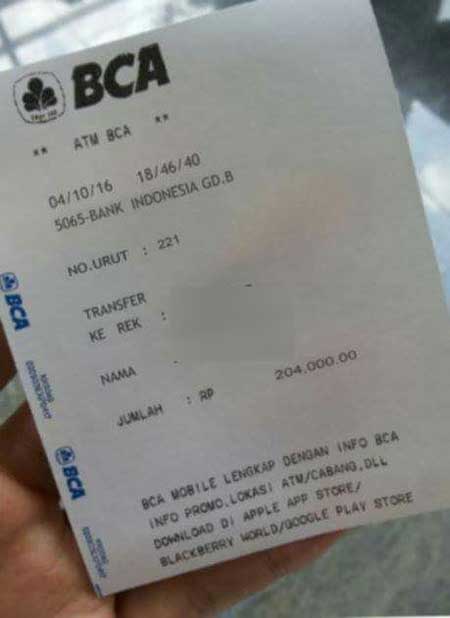 BCA
** ATM BCA **
04/10/16 18/46/40
5065-BANK INDONESIA GD.B
NO.URUT : 221
TRANSFER
KE REK :
NAMA
JUMLAH : RP 204,000.00
BCA MOBILE LENGKAP DENGAN INFO BCA
INFO PROMO,LOKASI ATM/CABANG,DLL
DOWNLOAD DI APPLE APP STORE/
BLACKBERRY WORLD/GOOGLE PLAY STORE
BCA
BCA